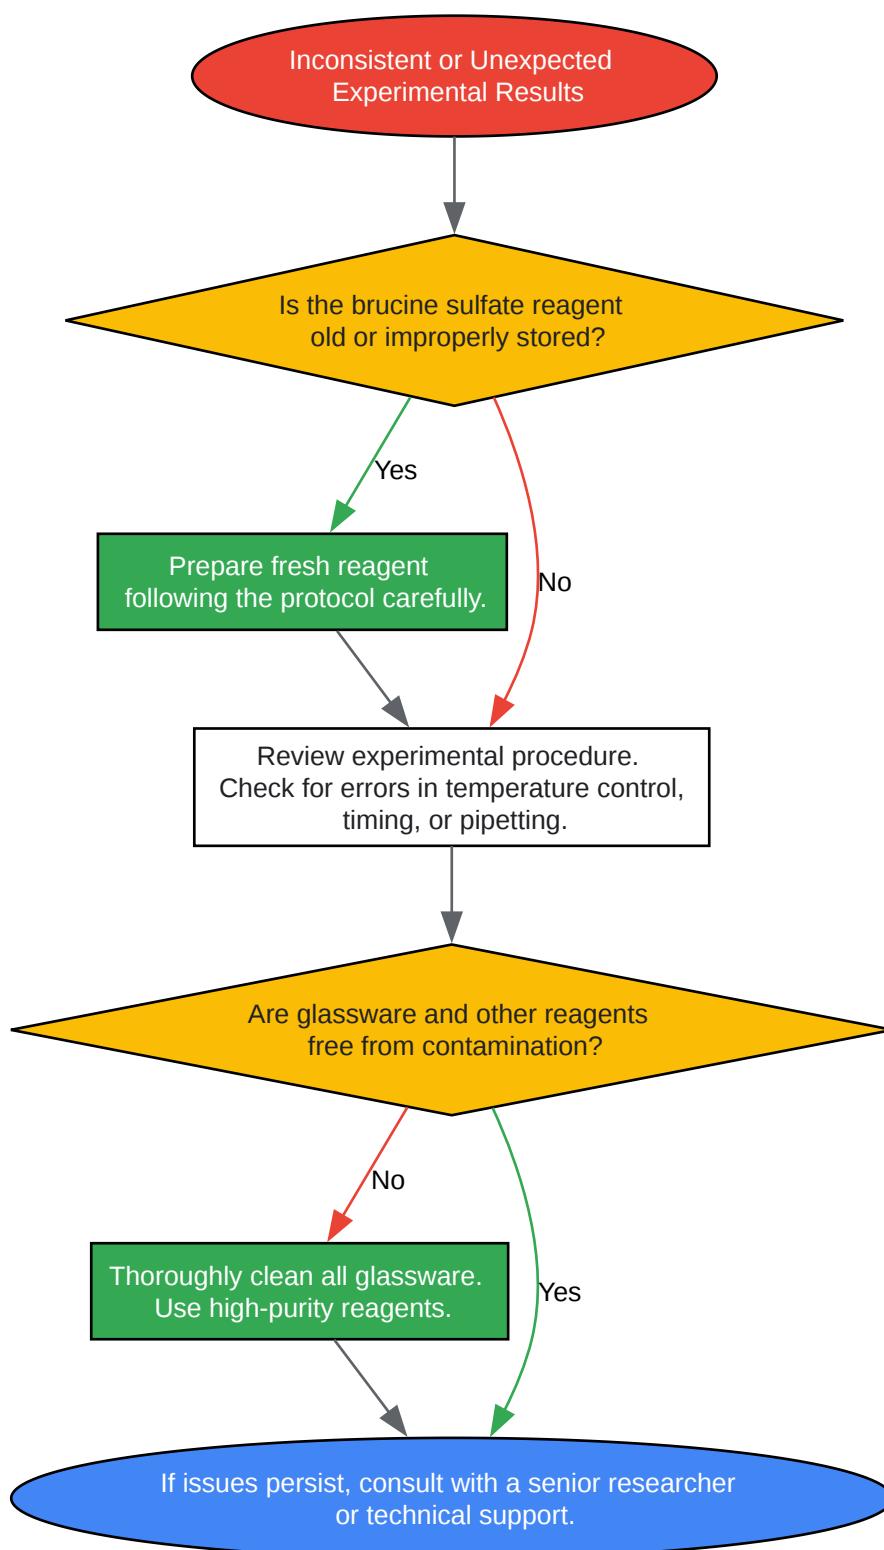 Inconsistent or Unexpected
Experimental Results
Is the brucine sulfate reagent
old or improperly stored?
Yes
Prepare fresh reagent
following the protocol carefully.
No
Review experimental procedure.
Check for errors in temperature control,
timing, or pipetting.
Are glassware and other reagents
free from contamination?
No
Thoroughly clean all glassware.
Use high-purity reagents.
Yes
If issues persist, consult with a senior researcher
or technical support.